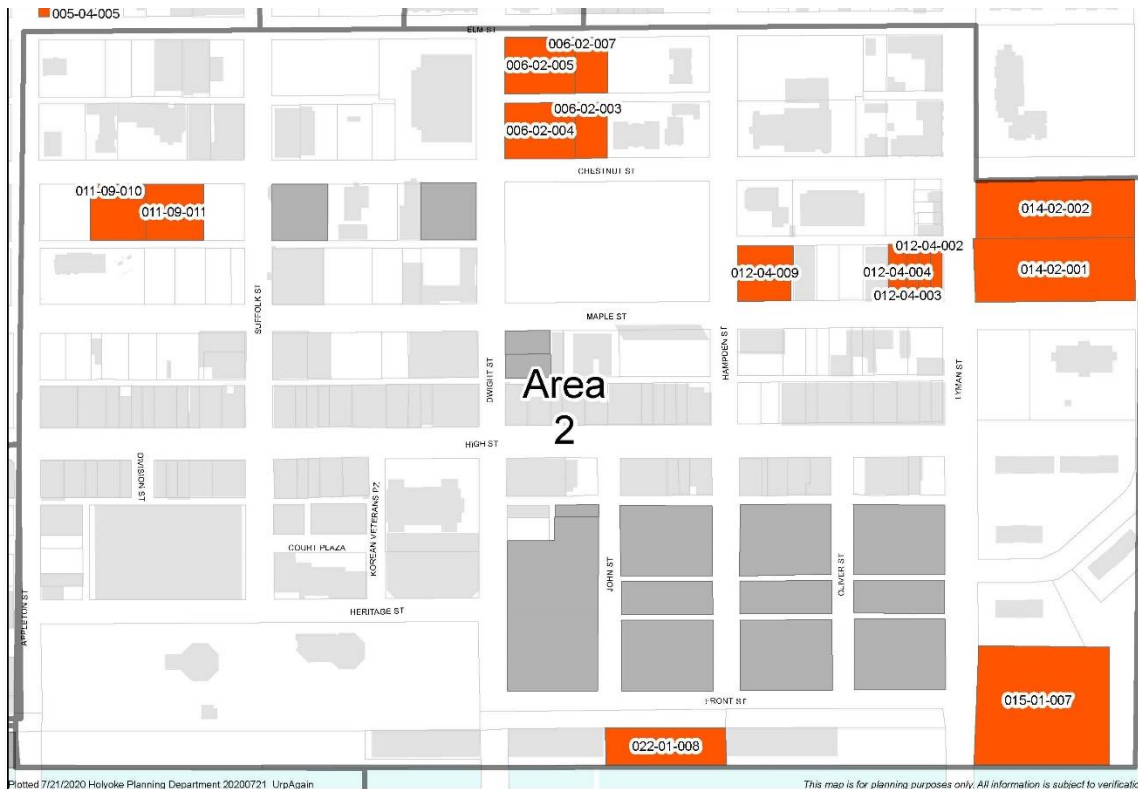 005-04-005
ELM ST
006-02-007
006-02-005
006-02-003
006-02-004
CHESTNUT ST
011-09-010
011-09-011
014-02-002
012-04-002
012-04-009
012-04-004
014-02-001
012-04-003
SUFFOLK ST
MAPLE ST
HAMPDEN ST
DWIGHT ST
LYMAN ST
Area
2
HIGH ST
DIVISION ST
KOREAN VETERANS PZ
COURT PLAZA
JOHN ST
OLIVER ST
APPLETON ST
HERITAGE ST
FRONT ST
015-01-007
022-01-008
Plotted 7/21/2020 Holyoke Planning Department 20200721_UrpAgain
This map is for planning purposes only. All information is subject to verificatio